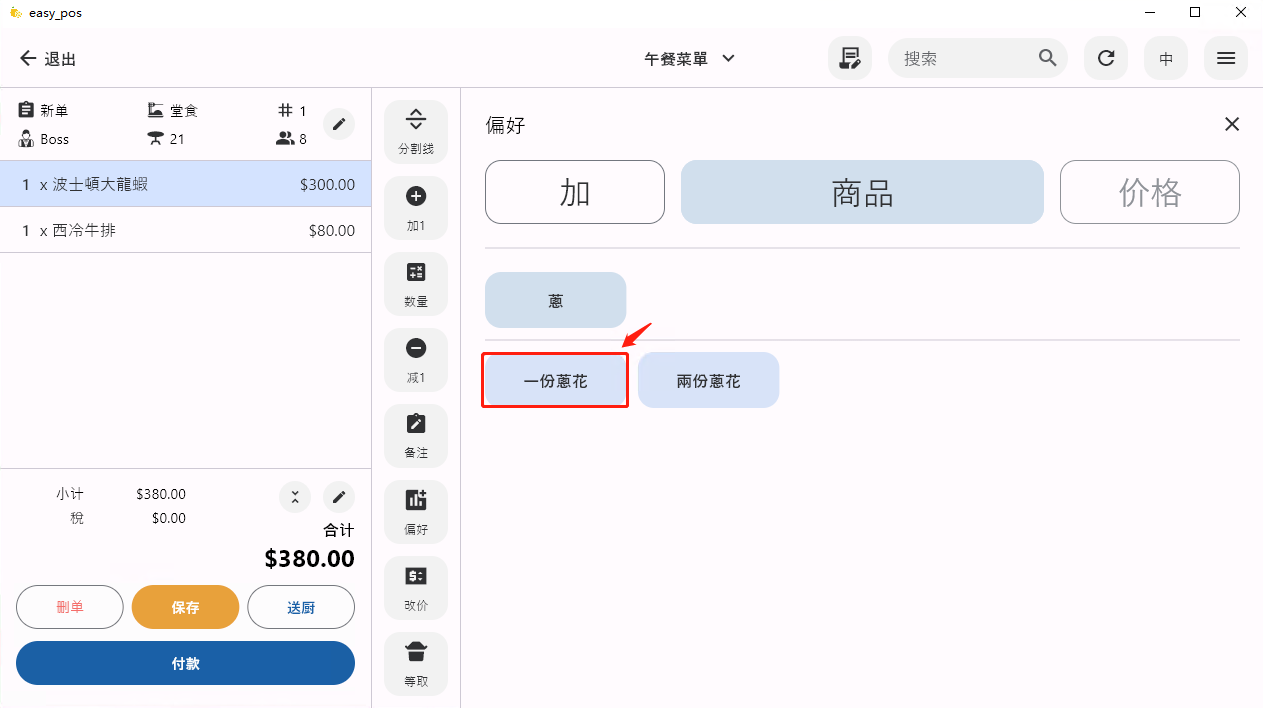 easy_pos
退出
午餐菜單
搜索
中
新单
堂食
1
Boss
21
8
1 x 波士頓大龍蝦 $300.00
1 x 西冷牛排 $80.00
小计 $380.00
稅 $0.00
合计
$380.00
删单
保存
送厨
付款
分割线
加1
数量
减1
备注
偏好
改价
等取
偏好
加
商品
价格
蔥
一份蔥花
兩份蔥花